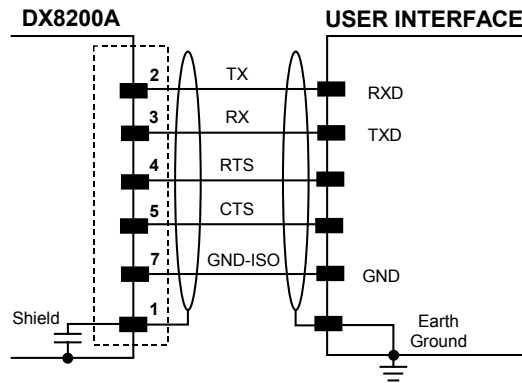 DX8200A USER INTERFACE
2 TX RXD
3 RX TXD
4 RTS
5 CTS
7 GND-ISO GND
Shield 1 Earth
Ground